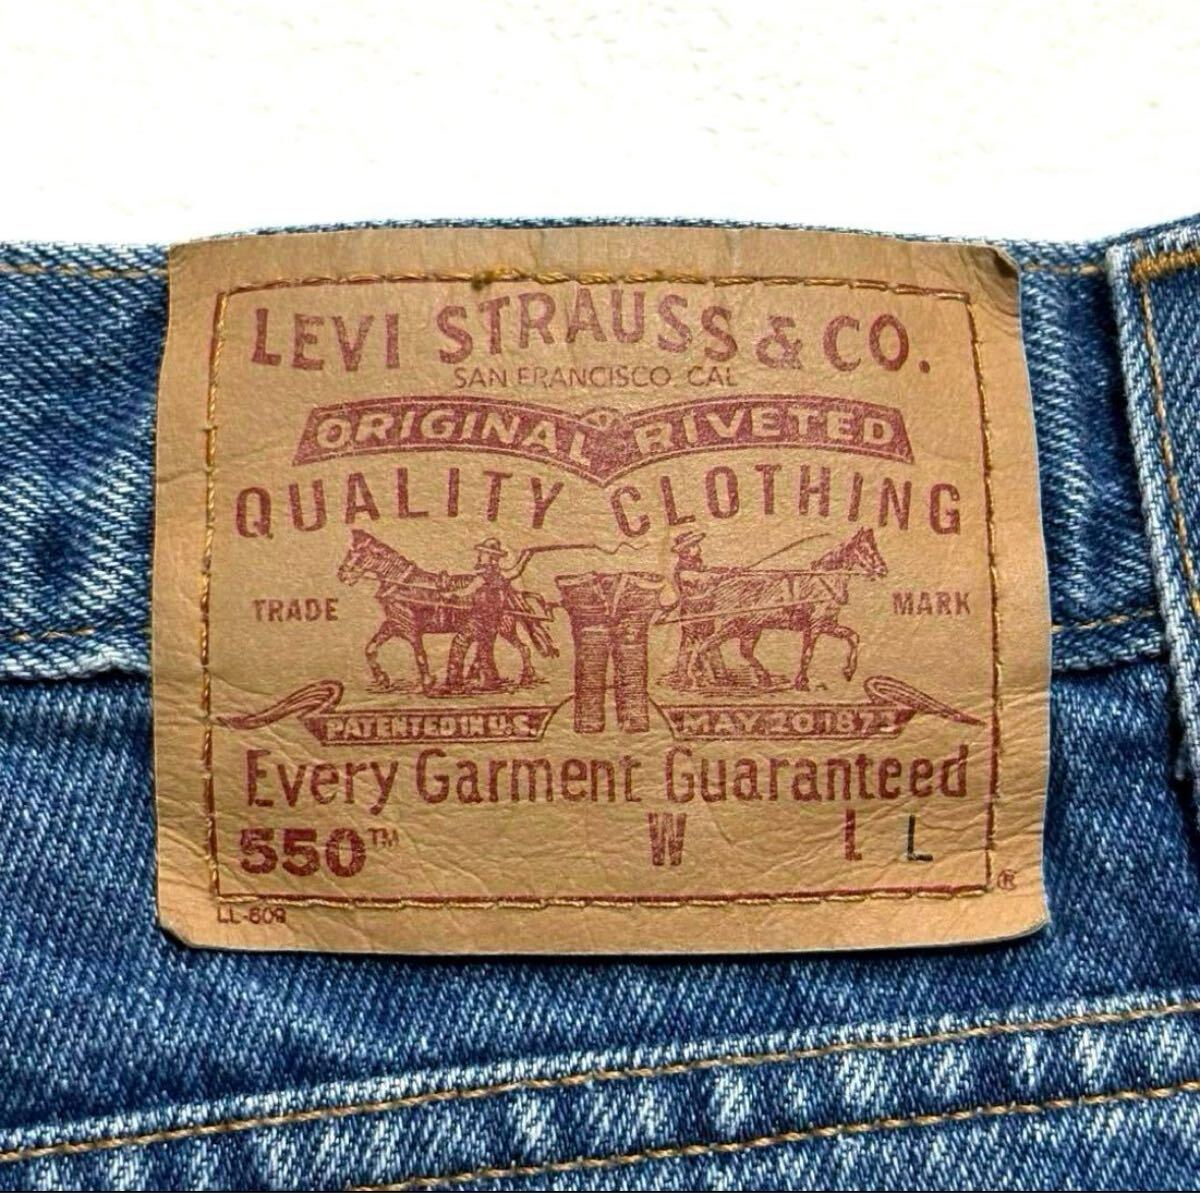 LEVI STRAUSS & CO.
SAN FRANCISCO. CAL
ORIGINAL RIVETED
QUALITY CLOTHING
TRADE MARK
PATENTED IN U.S. MAY 20 1873
Every Garment Guaranteed
550™ W L L
®
LL-609